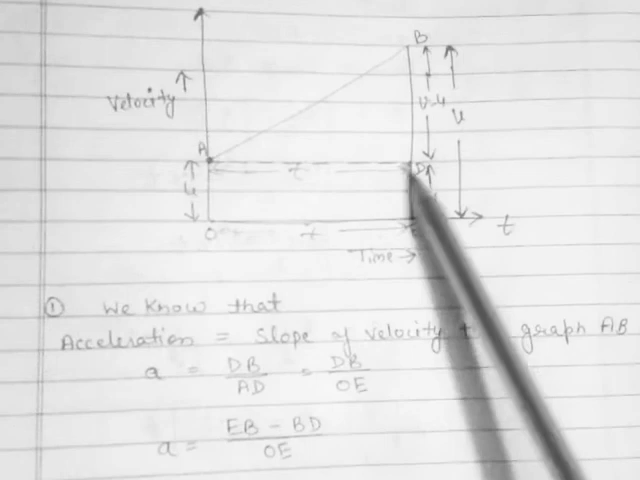 B
Velocity
A
v-u
v
u
t
D
O
t
t
Time →
① We know that
Acceleration = Slope of velocity t graph AB
a = DB/AD = DB/OE
a = EB - BD/OE